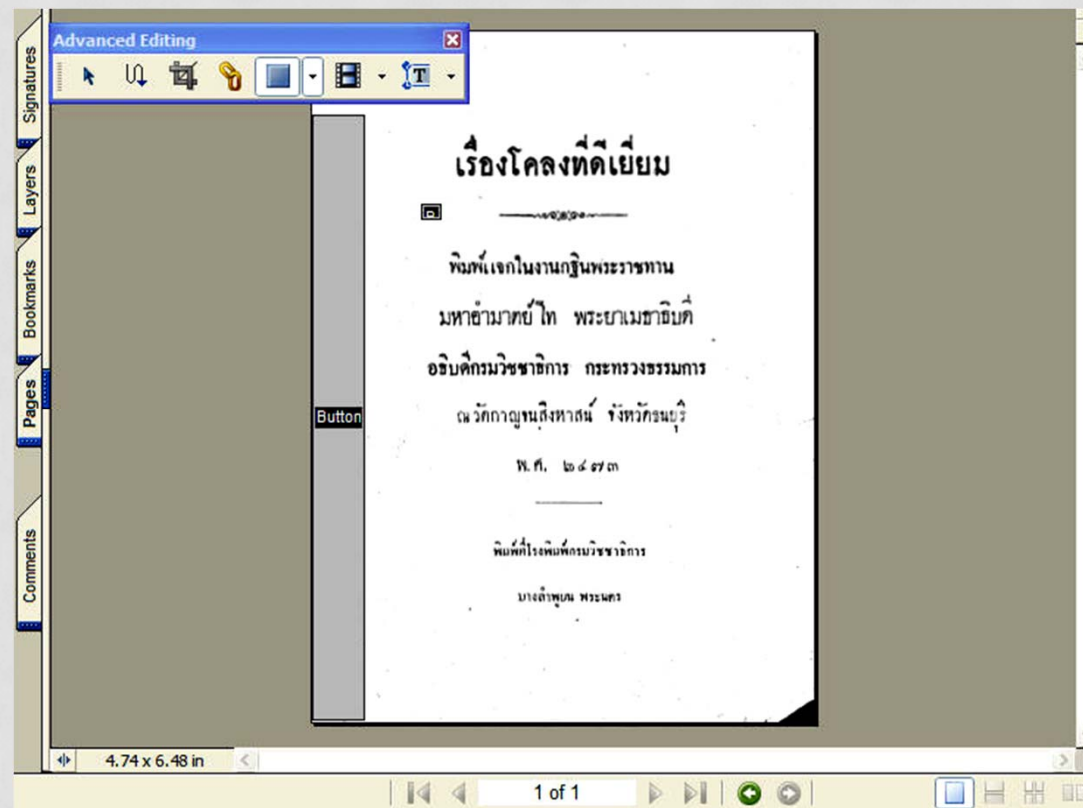 Advanced Editing
T
Signatures
Layers
Bookmarks
Pages
Comments
เรื่องโคลงที่ดีเยี่ยม
พิมพ์แจกในงานกฐินพระราชทาน
มหาอำมาตย์โท พระยาเมธาธิบดี
อธิบดีกรมวิชชาธิการ กระทรวงธรรมการ
Button
ณวัดกาญจนสิงหาสน์ จังหวัดธนบุรี
พ.ศ. ๒๔๗๓
พิมพ์ที่โรงพิมพ์กรมวิชชาธิการ
บางลำพูบน พระนคร
4.74 x 6.48 in
1 of 1